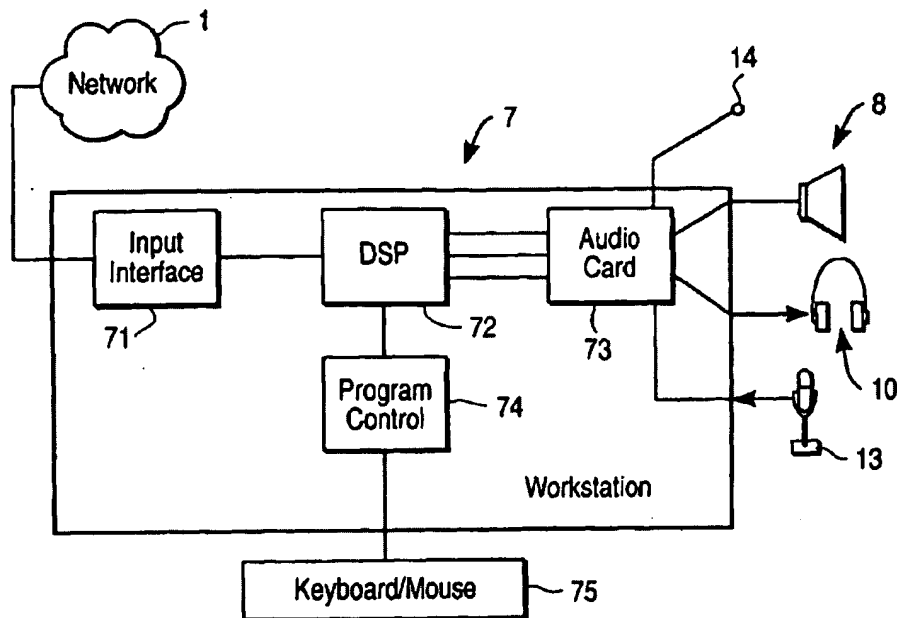 1
Network
14
7
8
Input
Interface
71
DSP
72
Audio
Card
73
10
Program
Control
74
13
Workstation
Keyboard/Mouse
75